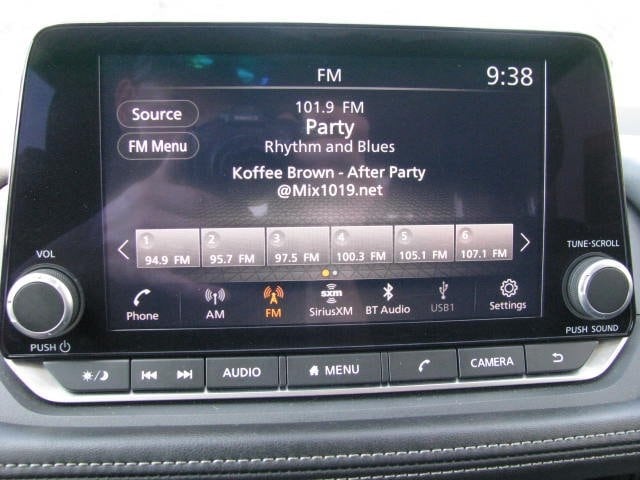 FM
9:38
Source
FM Menu
101.9 FM
Party
Rhythm and Blues
Koffee Brown - After Party
@Mix1019.net
1 2 3 4 5 6
94.9 FM 95.7 FM 97.5 FM 100.3 FM 105.1 FM 107.1 FM
VOL
TUNE-SCROLL
Phone AM FM sxm SiriusXM BT Audio USB1 Settings
PUSH
PUSH SOUND
AUDIO MENU CAMERA